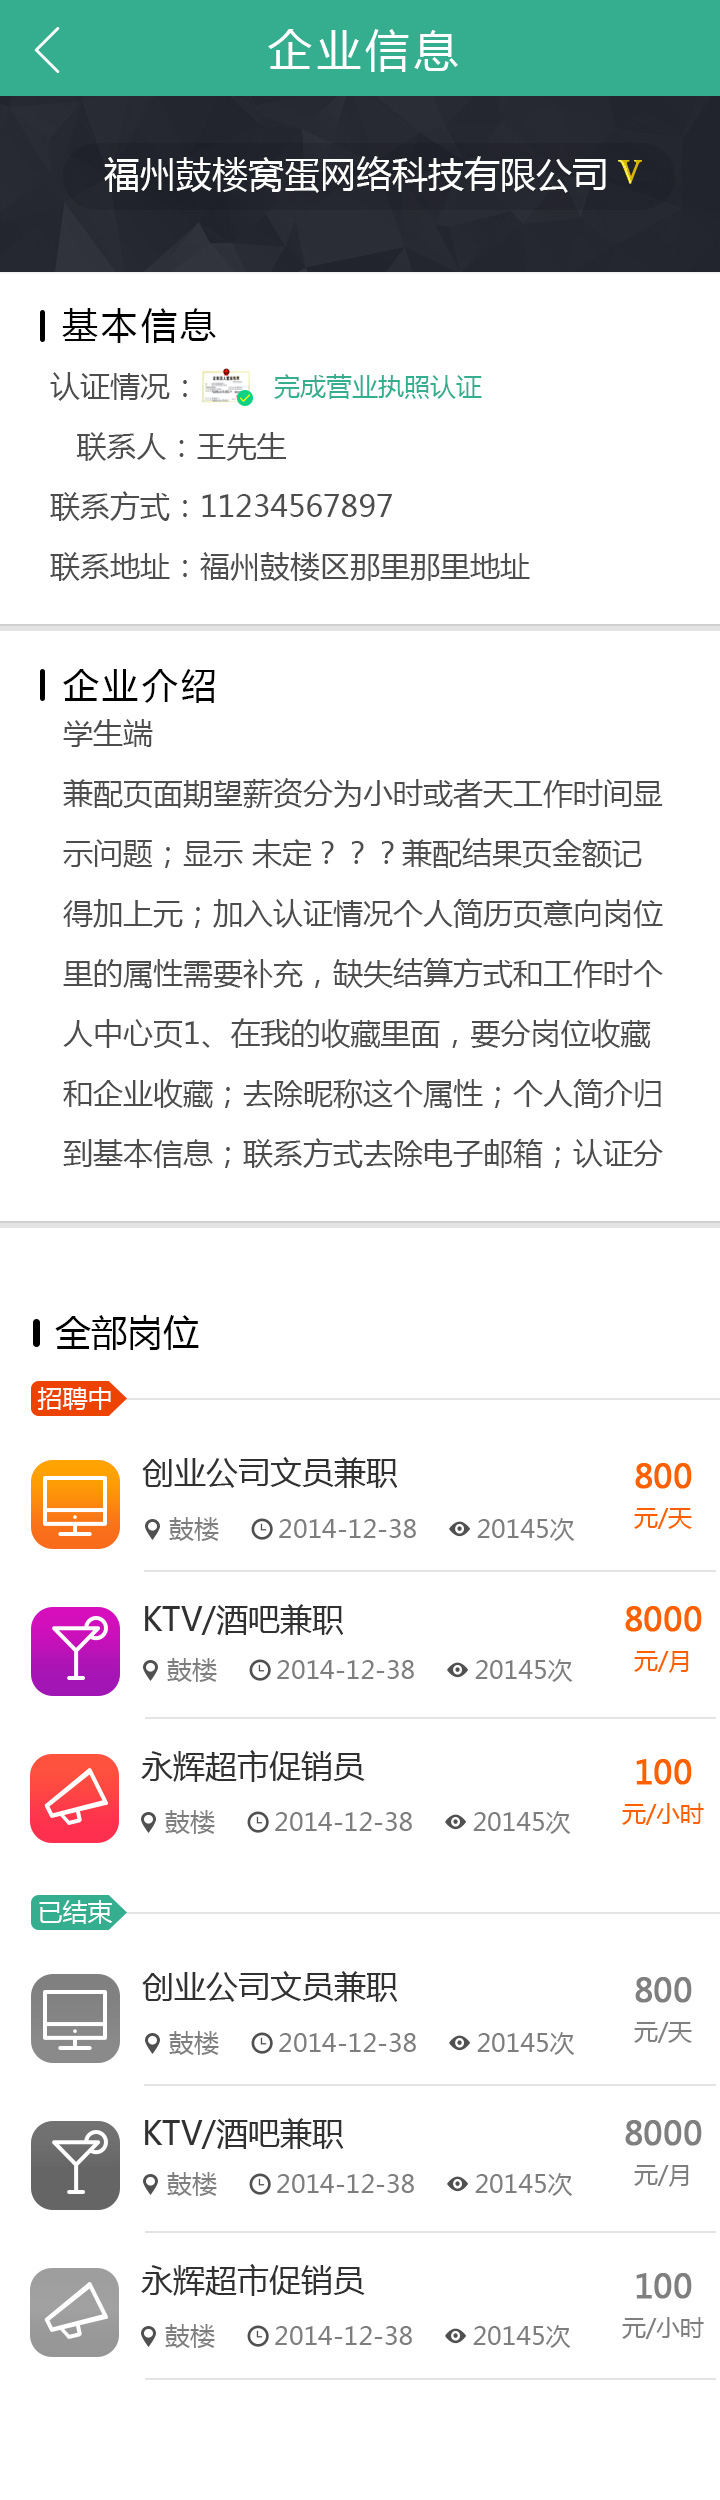 企业信息
福州鼓楼窝蛋网络科技有限公司 V
基本信息
认证情况： 完成营业执照认证
联系人：王先生
联系方式：11234567897
联系地址：福州鼓楼区那里那里地址
企业介绍
学生端
兼配页面期望薪资分为小时或者天工作时间显
示问题；显示 未定？？？兼配结果页金额记
得加上元；加入认证情况个人简历页意向岗位
里的属性需要补充，缺失结算方式和工作时个
人中心页1、在我的收藏里面，要分岗位收藏
和企业收藏；去除昵称这个属性；个人简介归
到基本信息；联系方式去除电子邮箱；认证分
全部岗位
招聘中
创业公司文员兼职 800
鼓楼 2014-12-38 20145次 元/天
KTV/酒吧兼职 8000
鼓楼 2014-12-38 20145次 元/月
永辉超市促销员 100
鼓楼 2014-12-38 20145次 元/小时
已结束
创业公司文员兼职 800
鼓楼 2014-12-38 20145次 元/天
KTV/酒吧兼职 8000
鼓楼 2014-12-38 20145次 元/月
永辉超市促销员 100
鼓楼 2014-12-38 20145次 元/小时